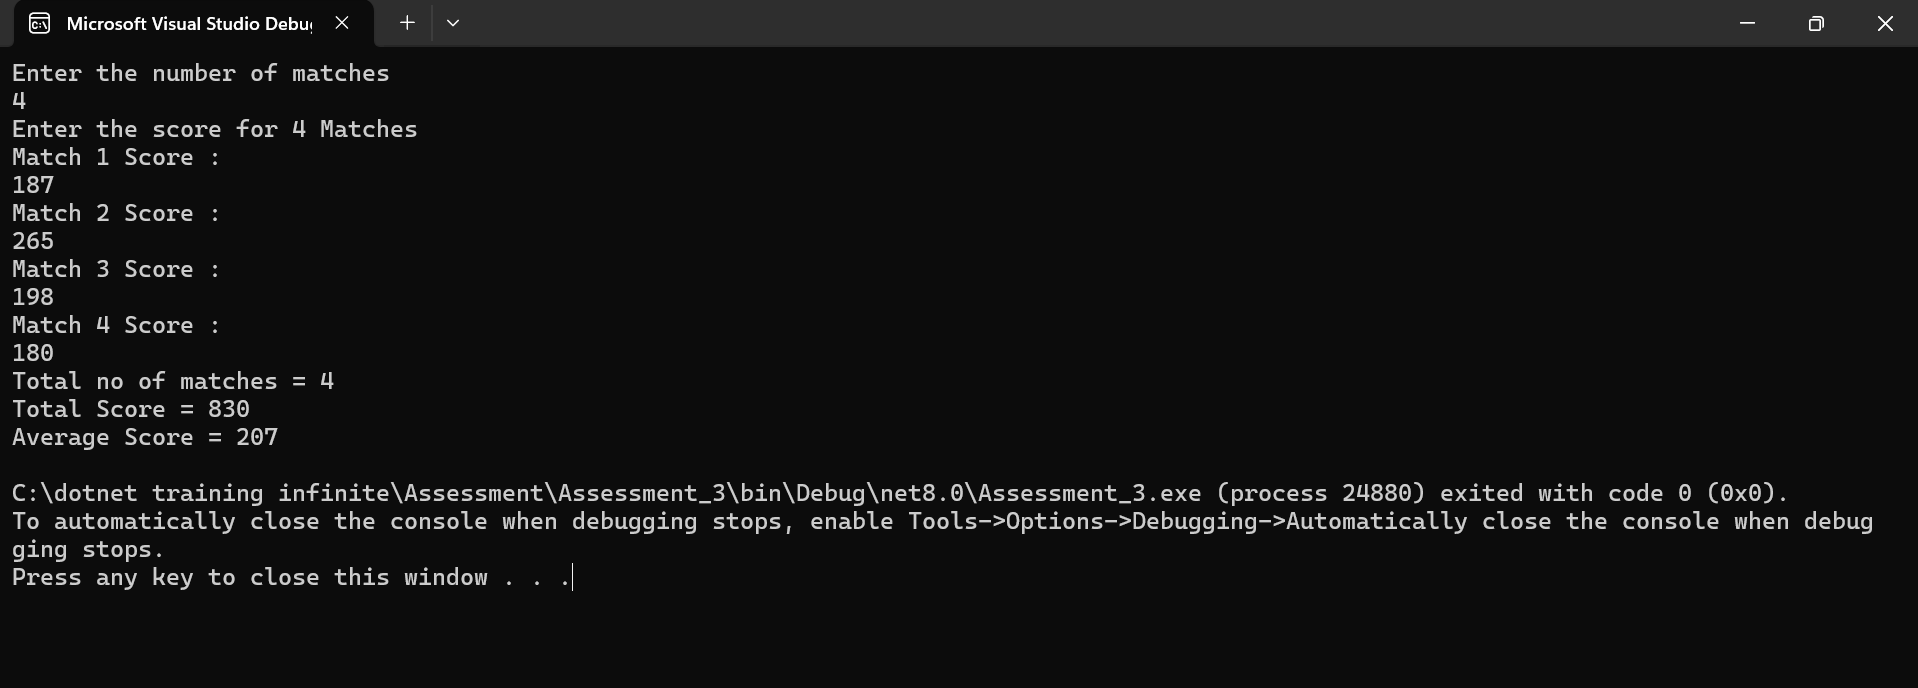 Microsoft Visual Studio Debu
Enter the number of matches
4
Enter the score for 4 Matches
Match 1 Score :
187
Match 2 Score :
265
Match 3 Score :
198
Match 4 Score :
180
Total no of matches = 4
Total Score = 830
Average Score = 207
C:\dotnet training infinite\Assessment\Assessment_3\bin\Debug\net8.0\Assessment_3.exe (process 24880) exited with code 0 (0x0).
To automatically close the console when debugging stops, enable Tools->Options->Debugging->Automatically close the console when debug
ging stops.
Press any key to close this window . . .